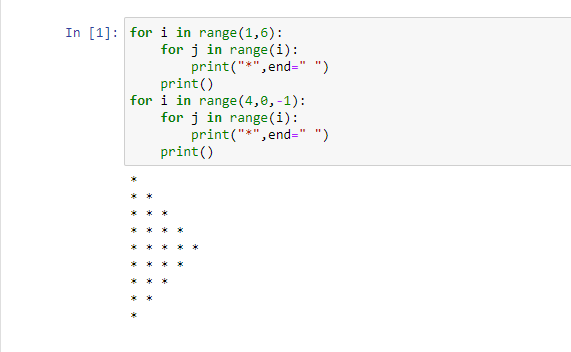 In [1]: for i in range(1,6):
    for j in range(i):
        print("*",end=" ")
    print()
for i in range(4,0,-1):
    for j in range(i):
        print("*",end=" ")
    print()
*
* *
* * *
* * * *
* * * * *
* * * *
* * *
* *
*